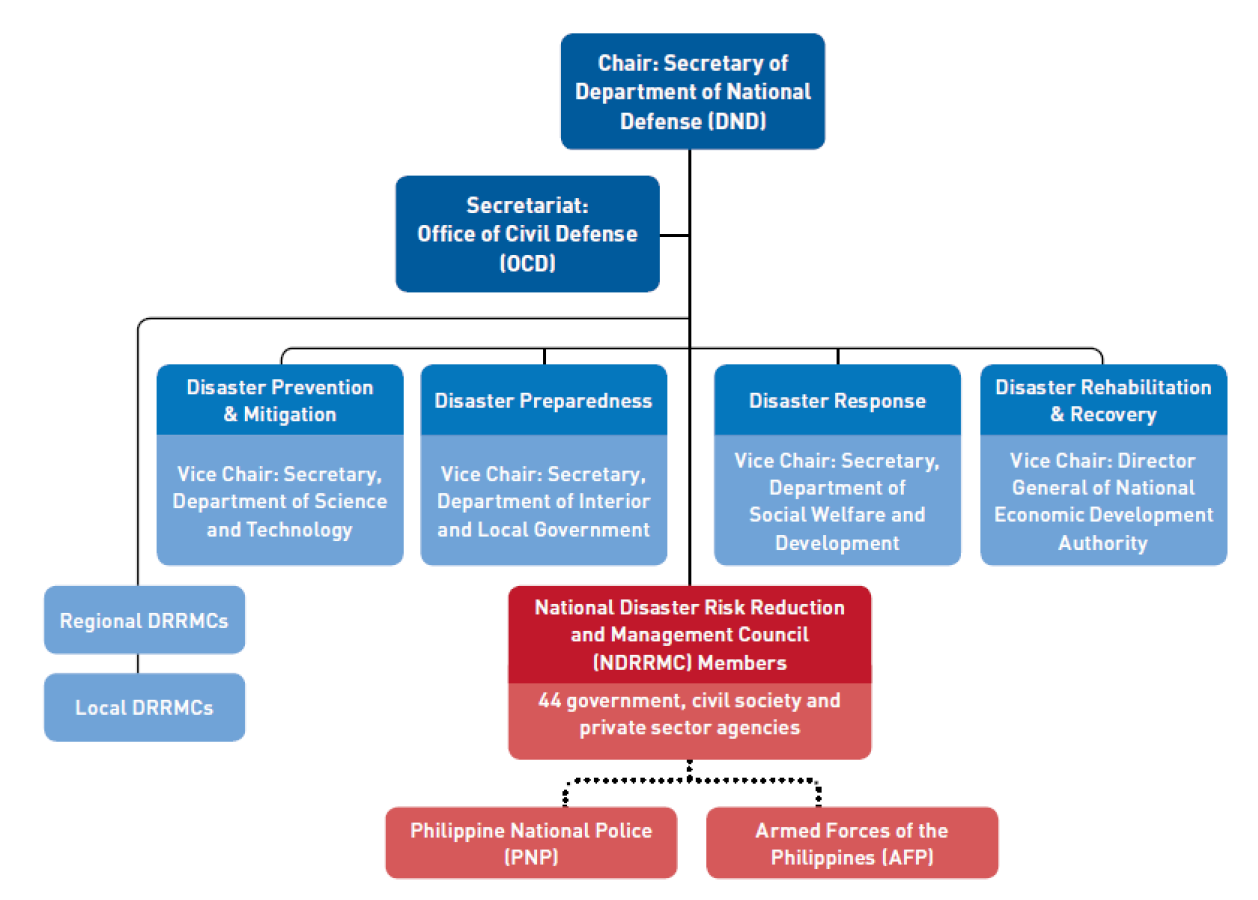 Chair: Secretary of
Department of National
Defense (DND)
Secretariat:
Office of Civil Defense
(OCD)
Disaster Prevention
& Mitigation
Vice Chair: Secretary,
Department of Science
and Technology
Disaster Preparedness
Vice Chair: Secretary,
Department of Interior
and Local Government
Disaster Response
Vice Chair: Secretary,
Department of
Social Welfare and
Development
Disaster Rehabilitation
& Recovery
Vice Chair: Director
General of National
Economic Development
Authority
Regional DRRMCs
Local DRRMCs
National Disaster Risk Reduction
and Management Council
(NDRRMC) Members
44 government, civil society and
private sector agencies
Philippine National Police
(PNP)
Armed Forces of the
Philippines (AFP)